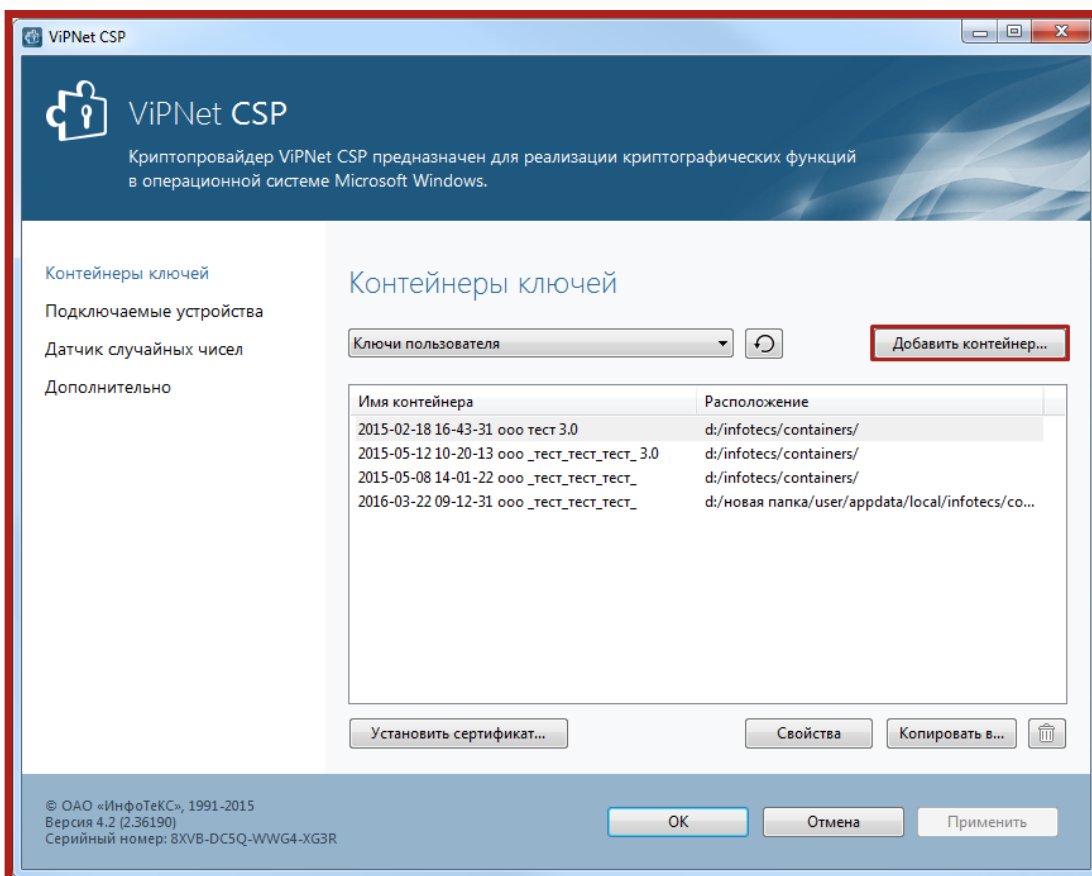 ViPNet CSP
ViPNet CSP
Криптопровайдер ViPNet CSP предназначен для реализации криптографических функций
в операционной системе Microsoft Windows.
Контейнеры ключей
Подключаемые устройства
Датчик случайных чисел
Дополнительно
Контейнеры ключей
Ключи пользователя
Добавить контейнер...
Имя контейнера Расположение
2015-02-18 16-43-31 ооо тест 3.0 d:/infotecs/containers/
2015-05-12 10-20-13 ооо _тест_тест_тест_ 3.0 d:/infotecs/containers/
2015-05-08 14-01-22 ооо _тест_тест_тест_ d:/infotecs/containers/
2016-03-22 09-12-31 ооо _тест_тест_тест_ d:/новая папка/user/appdata/local/infotecs/co...
Установить сертификат...
Свойства
Копировать в...
© ОАО «ИнфоТеКС», 1991-2015
Версия 4.2 (2.36190)
Серийный номер: 8XVB-DC5Q-WWG4-XG3R
OK
Отмена
Применить